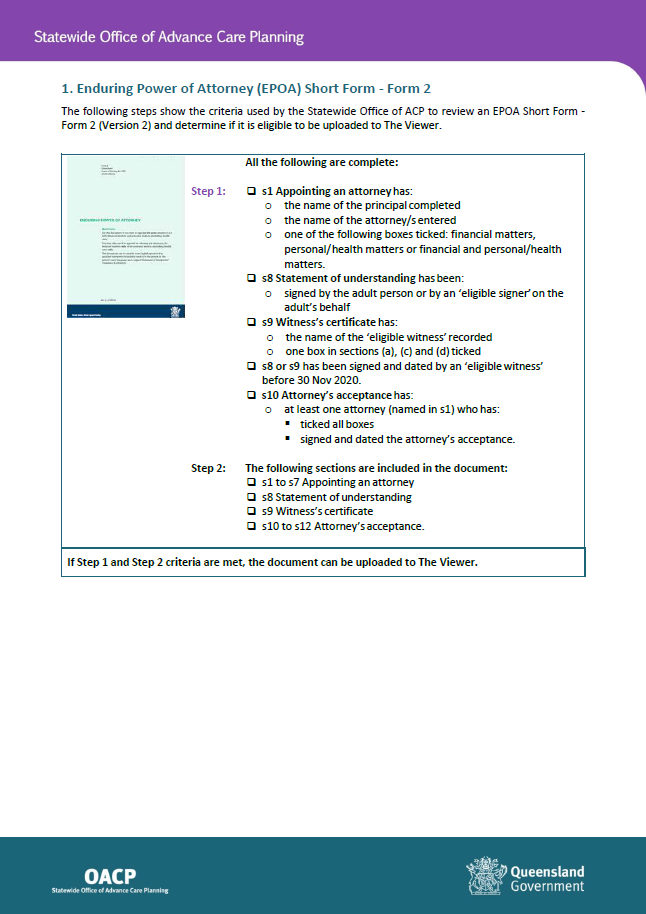 Statewide Office of Advance Care Planning
1. Enduring Power of Attorney (EPOA) Short Form - Form 2
The following steps show the criteria used by the Statewide Office of ACP to review an EPOA Short Form -
Form 2 (Version 2) and determine if it is eligible to be uploaded to The Viewer.
All the following are complete:
ENDURING POWER OF ATTORNEY
Step 1:
❑ s1 Appointing an attorney has:
o the name of the principal completed
o the name of the attorney/s entered
o one of the following boxes ticked: financial matters,
personal/health matters or financial and personal/health
matters.
❑ s8 Statement of understanding has been:
o signed by the adult person or by an ‘eligible signer’ on the
adult’s behalf
❑ s9 Witness’s certificate has:
o the name of the ‘eligible witness’ recorded
o one box in sections (a), (c) and (d) ticked
❑ s8 or s9 has been signed and dated by an ‘eligible witness’
before 30 Nov 2020.
❑ s10 Attorney’s acceptance has:
o at least one attorney (named in s1) who has:
▪ ticked all boxes
▪ signed and dated the attorney’s acceptance.
Step 2: The following sections are included in the document:
❑ s1 to s7 Appointing an attorney
❑ s8 Statement of understanding
❑ s9 Witness’s certificate
❑ s10 to s12 Attorney’s acceptance.
If Step 1 and Step 2 criteria are met, the document can be uploaded to The Viewer.
OACP
Statewide Office of Advance Care Planning
Queensland
Government